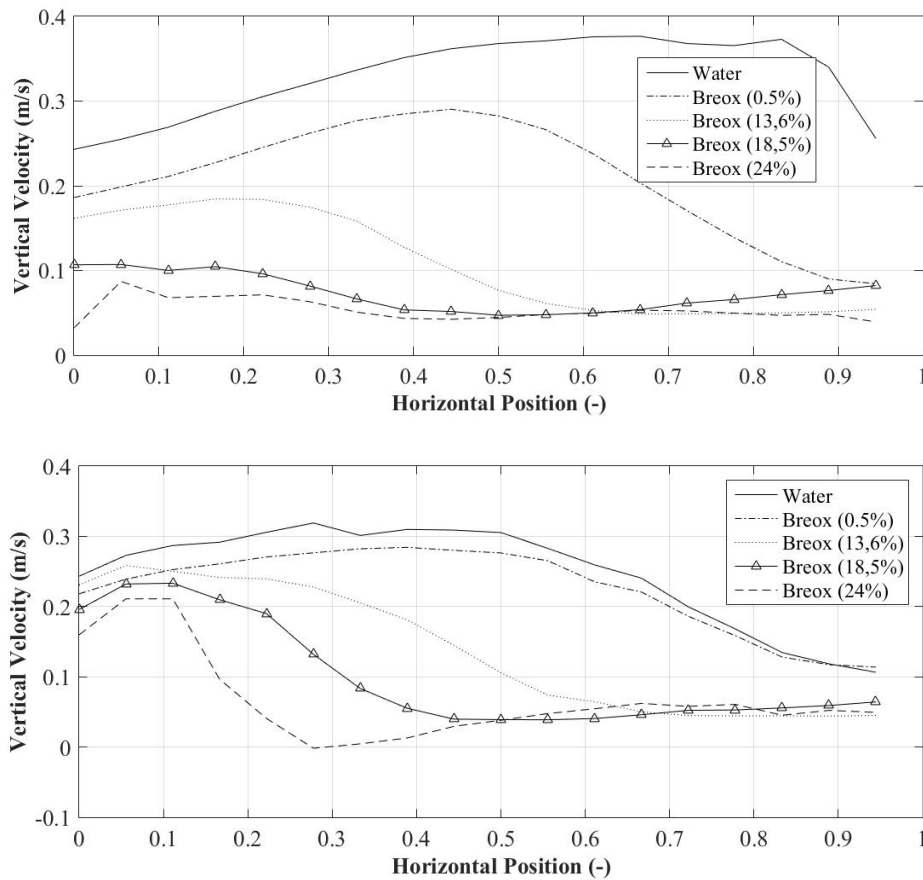 0.4
0.3
0.2
0.1
0
Vertical Velocity (m/s)
Water
Breox (0.5%)
Breox (13,6%)
Breox (18,5%)
Breox (24%)
0 0.1 0.2 0.3 0.4 0.5 0.6 0.7 0.8 0.9 1
Horizontal Position (-)
0.4
0.3
0.2
0.1
0
-0.1
Vertical Velocity (m/s)
Water
Breox (0.5%)
Breox (13,6%)
Breox (18,5%)
Breox (24%)
0 0.1 0.2 0.3 0.4 0.5 0.6 0.7 0.8 0.9 1
Horizontal Position (-)